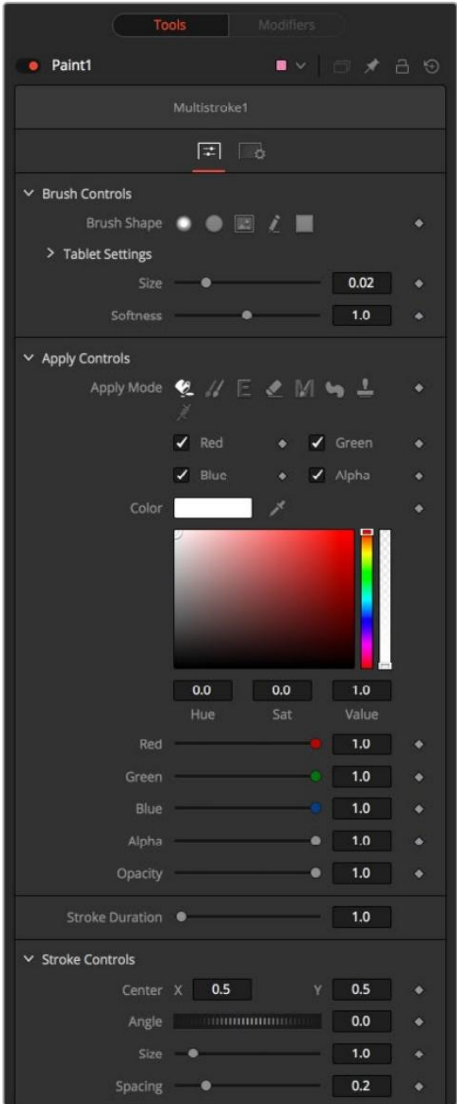 Tools Modifiers
Paint1
Multistroke1
Brush Controls
Brush Shape
Tablet Settings
Size 0.02
Softness 1.0
Apply Controls
Apply Mode
Red Green
Blue Alpha
Color
0.0 0.0 1.0
Hue Sat Value
Red 1.0
Green 1.0
Blue 1.0
Alpha 1.0
Opacity 1.0
Stroke Duration 1.0
Stroke Controls
Center X 0.5 Y 0.5
Angle 0.0
Size 1.0
Spacing 0.2